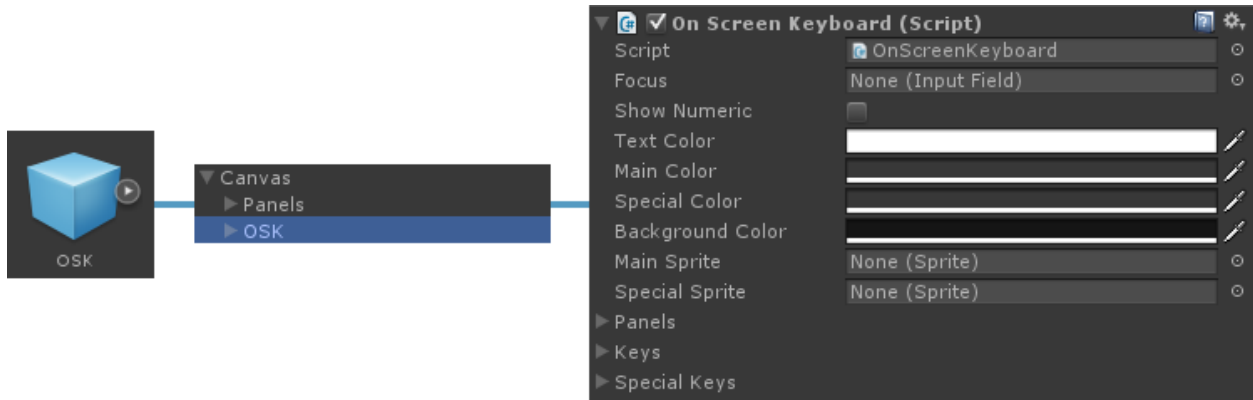 OSK
Canvas
Panels
OSK
On Screen Keyboard (Script)
Script OnScreenKeyboard
Focus None (Input Field)
Show Numeric
Text Color
Main Color
Special Color
Background Color
Main Sprite None (Sprite)
Special Sprite None (Sprite)
Panels
Keys
Special Keys